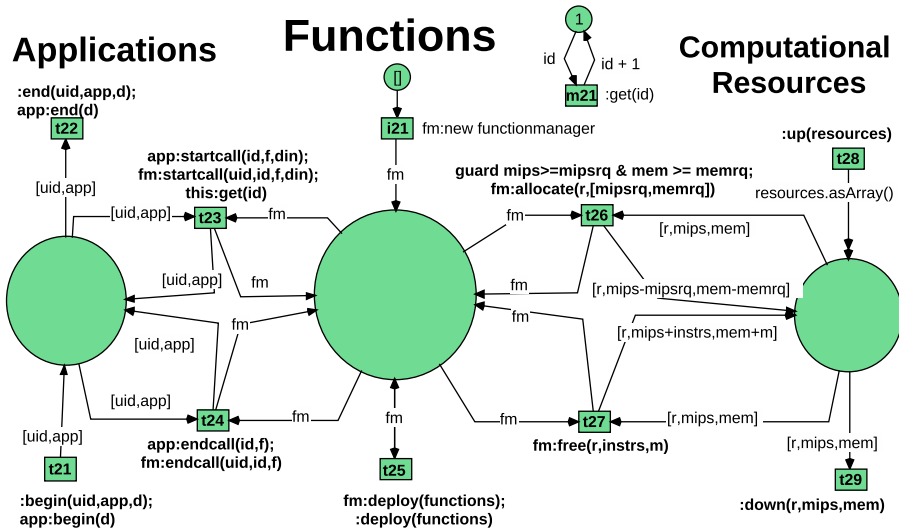 Applications
Functions
Computational
Resources
1
id
id + 1
m21
:get(id)
[]
i21
fm:new functionmanager
fm
:end(uid,app,d);
app:end(d)
t22
[uid,app]
app:startcall(id,f,din);
fm:startcall(uid,id,f,din);
this:get(id)
[uid,app]
t23
fm
[uid,app]
fm
guard mips>=mipsrq & mem >= memrq;
fm:allocate(r,[mipsrq,memrq])
fm
t26
[r,mips,mem]
:up(resources)
t28
resources.asArray()
fm
[r,mips-mipsrq,mem-memrq]
fm
fm
[r,mips+instrs,mem+m]
[uid,app]
[uid,app]
t24
fm
app:endcall(id,f);
fm:endcall(uid,id,f)
[uid,app]
t21
:begin(uid,app,d);
app:begin(d)
fm
t25
fm:deploy(functions);
:deploy(functions)
fm
t27
[r,mips,mem]
fm:free(r,instrs,m)
[r,mips,mem]
t29
:down(r,mips,mem)